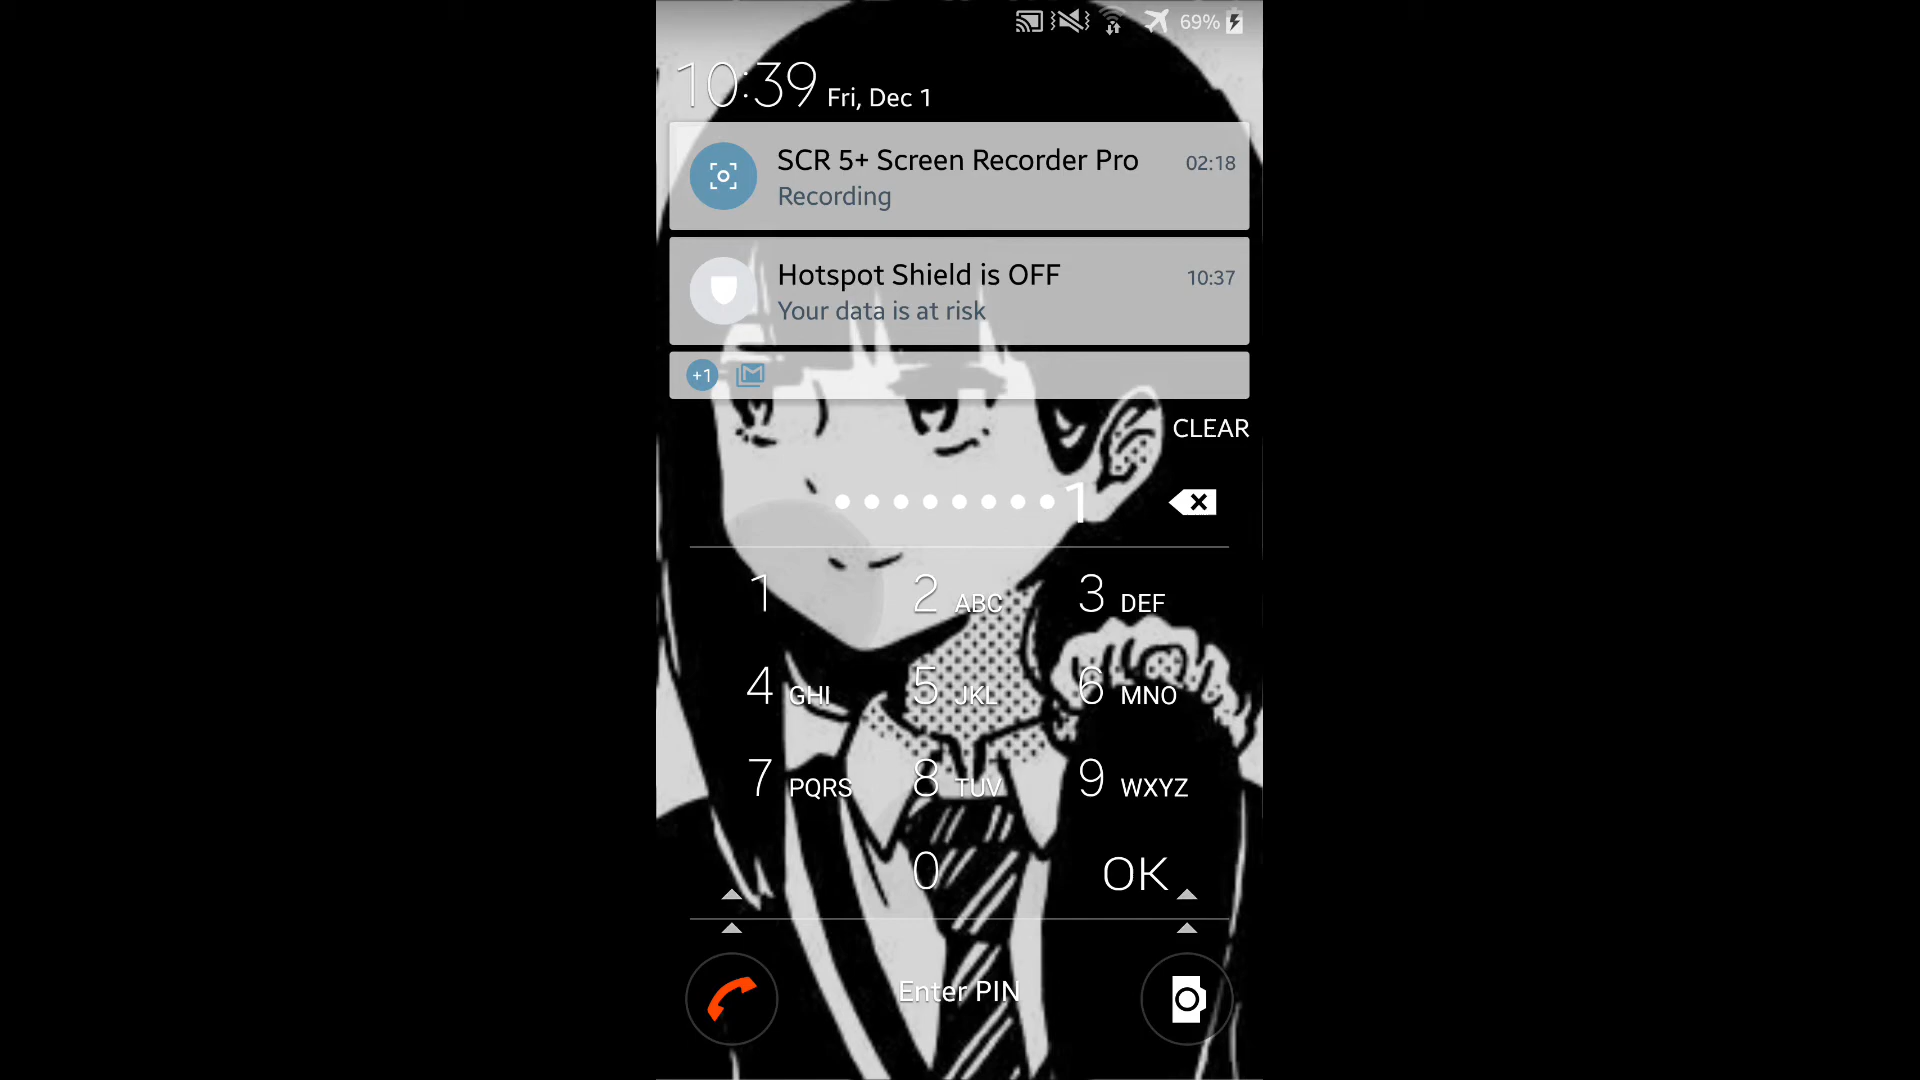 69%
10:39 Fri, Dec 1
SCR 5+ Screen Recorder Pro 02:18
Recording
Hotspot Shield is OFF 10:37
Your data is at risk
+1
CLEAR
1
1 2 ABC 3 DEF
4 GHI 5 JKL 6 MNO
7 PQRS 8 TUV 9 WXYZ
0 OK
Enter PIN